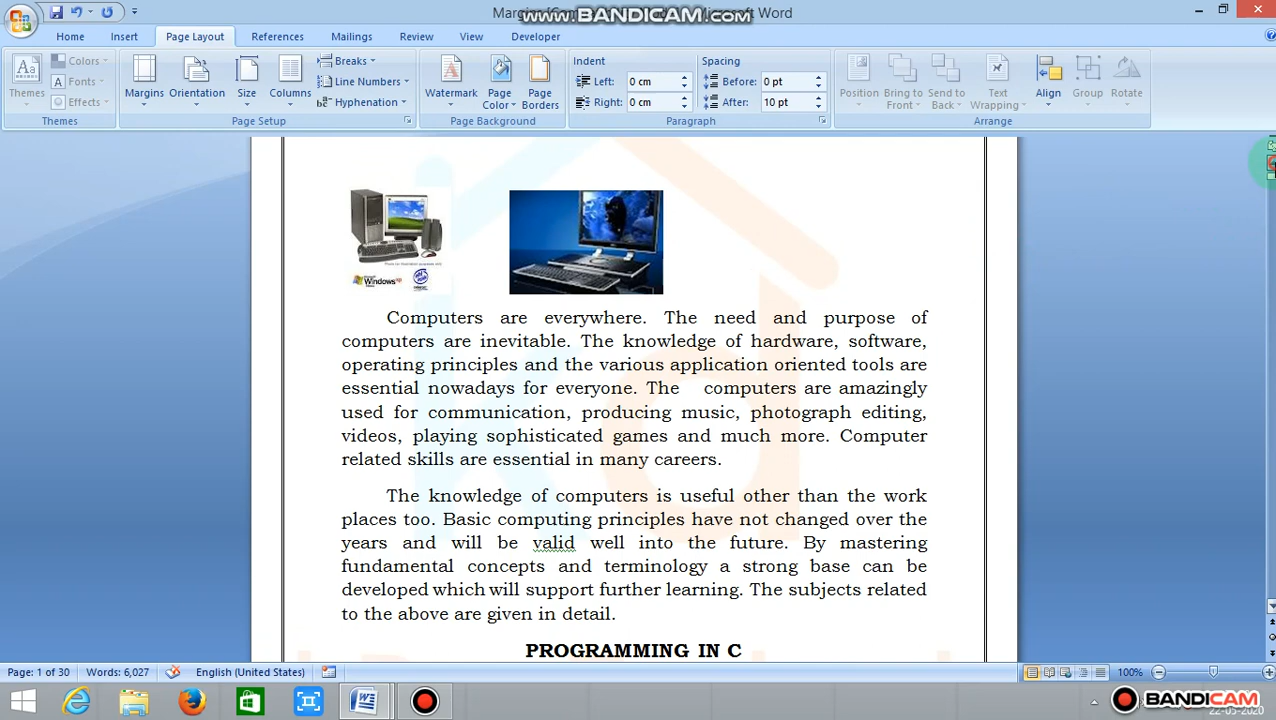 www.BANDICAM.com
Microsoft Word
Home Insert Page Layout References Mailings Review View Developer
Themes
Colors
Fonts
Effects
Themes
Margins Orientation Size Columns
Breaks
Line Numbers
Hyphenation
Page Setup
Watermark Page Color Page Borders
Page Background
Indent
Left: 0 cm
Right: 0 cm
Spacing
Before: 0 pt
After: 10 pt
Paragraph
Position Bring to Front Send to Back Text Wrapping Align Group Rotate
Arrange
Windows
Computers are everywhere. The need and purpose of
computers are inevitable. The knowledge of hardware, software,
operating principles and the various application oriented tools are
essential nowadays for everyone. The computers are amazingly
used for communication, producing music, photograph editing,
videos, playing sophisticated games and much more. Computer
related skills are essential in many careers.
The knowledge of computers is useful other than the work
places too. Basic computing principles have not changed over the
years and will be valid well into the future. By mastering
fundamental concepts and terminology a strong base can be
developed which will support further learning. The subjects related
to the above are given in detail.
PROGRAMMING IN C
Page: 1 of 30 Words: 6,027 English (United States) 100%
BANDICAM
22-05-2020